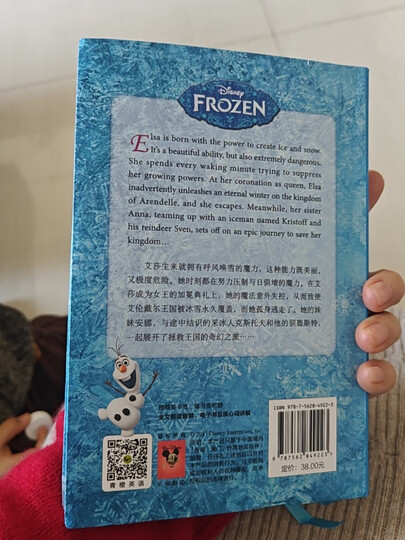 Disney
FROZEN
Elsa is born with the power to create ice and snow.
It's a beautiful ability, but also extremely dangerous.
She spends every waking minute trying to suppress
her growing powers. At her coronation as queen, Elsa
inadvertently unleashes an eternal winter on the kingdom
of Arendelle, and she escapes. Meanwhile, her sister
Anna, teaming up with an iceman named Kristoff and
his reindeer Sven, sets off on an epic journey to save her
kingdom…
艾莎生来就拥有呼风唤雪的魔力，这种能力既美丽，
又极度危险。她时刻都在努力压制与日俱增的魔力。在艾
莎成为女王的加冕典礼上，她的魔法意外失控，从而致使
艾伦戴尔王国被冰雪永久覆盖，而她孤身逃走了。她的妹
妹安娜，与途中结识的采冰人克斯托夫和他的驯鹿斯特，
一起展开了拯救王国的奇幻之旅……
ISBN 978-7-5628-4922-3
9 787562 849223 >
定价：38.00元
青橙英语